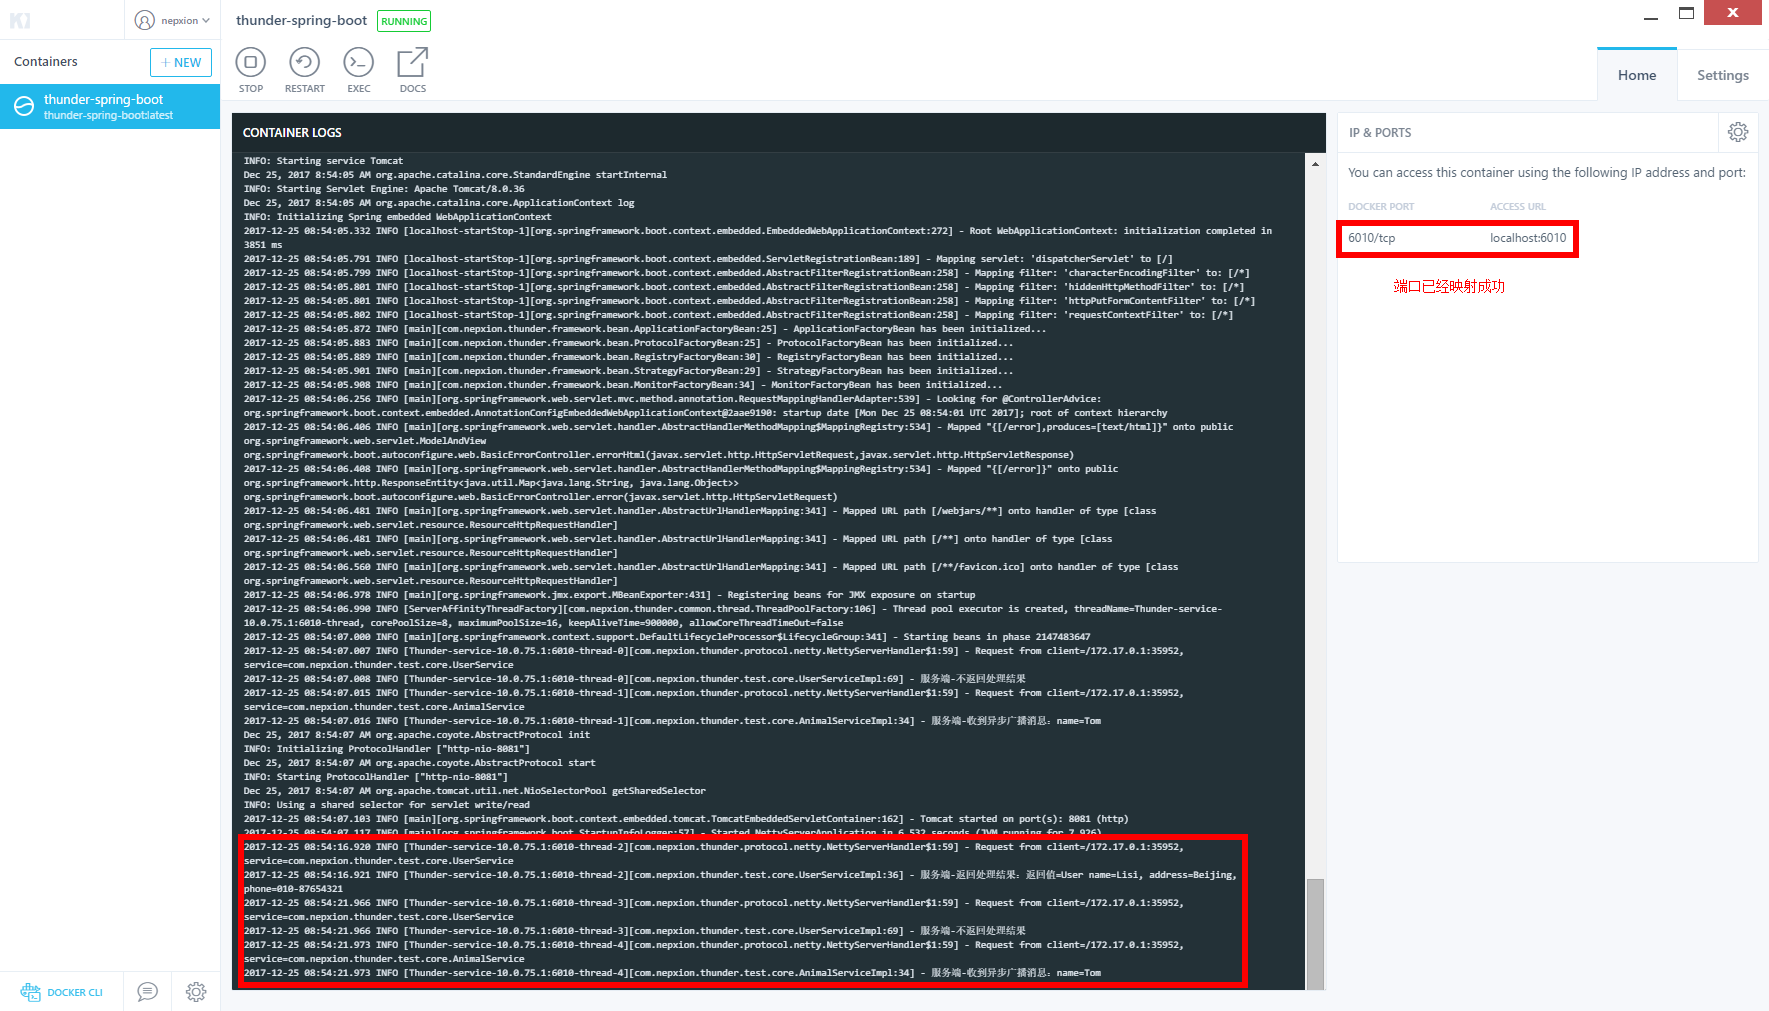 nepxion
thunder-spring-boot
RUNNING
Containers
+ NEW
thunder-spring-boot
thunder-spring-boot:latest
STOP
RESTART
EXEC
DOCS
Home
Settings
CONTAINER LOGS
INFO: Starting service Tomcat
Dec 25, 2017 8:54:05 AM org.apache.catalina.core.StandardEngine startInternal
INFO: Starting Servlet Engine: Apache Tomcat/8.0.36
Dec 25, 2017 8:54:05 AM org.apache.catalina.core.ApplicationContext log
INFO: Initializing Spring embedded WebApplicationContext
2017-12-25 08:54:05.332 INFO [localhost-startStop-1][org.springframework.boot.context.embedded.EmbeddedWebApplicationContext:272] - Root WebApplicationContext: initialization completed in
3851 ms
2017-12-25 08:54:05.791 INFO [localhost-startStop-1][org.springframework.boot.context.embedded.ServletRegistrationBean:189] - Mapping servlet: 'dispatcherServlet' to [/]
2017-12-25 08:54:05.799 INFO [localhost-startStop-1][org.springframework.boot.context.embedded.AbstractFilterRegistrationBean:258] - Mapping filter: 'characterEncodingFilter' to: [/*]
2017-12-25 08:54:05.801 INFO [localhost-startStop-1][org.springframework.boot.context.embedded.AbstractFilterRegistrationBean:258] - Mapping filter: 'hiddenHttpMethodFilter' to: [/*]
2017-12-25 08:54:05.801 INFO [localhost-startStop-1][org.springframework.boot.context.embedded.AbstractFilterRegistrationBean:258] - Mapping filter: 'httpPutFormContentFilter' to: [/*]
2017-12-25 08:54:05.802 INFO [localhost-startStop-1][org.springframework.boot.context.embedded.AbstractFilterRegistrationBean:258] - Mapping filter: 'requestContextFilter' to: [/*]
2017-12-25 08:54:05.872 INFO [main][com.nepxion.thunder.framework.bean.ApplicationFactoryBean:25] - ApplicationFactoryBean has been initialized...
2017-12-25 08:54:05.883 INFO [main][com.nepxion.thunder.framework.bean.ProtocolFactoryBean:25] - ProtocolFactoryBean has been initialized...
2017-12-25 08:54:05.889 INFO [main][com.nepxion.thunder.framework.bean.RegistryFactoryBean:30] - RegistryFactoryBean has been initialized...
2017-12-25 08:54:05.901 INFO [main][com.nepxion.thunder.framework.bean.StrategyFactoryBean:29] - StrategyFactoryBean has been initialized...
2017-12-25 08:54:05.908 INFO [main][com.nepxion.thunder.framework.bean.MonitorFactoryBean:34] - MonitorFactoryBean has been initialized...
2017-12-25 08:54:06.256 INFO [main][org.springframework.web.servlet.mvc.method.annotation.RequestMappingHandlerAdapter:539] - Looking for @ControllerAdvice:
org.springframework.boot.context.embedded.AnnotationConfigEmbeddedWebApplicationContext@2aae9190: startup date [Mon Dec 25 08:54:01 UTC 2017]; root of context hierarchy
2017-12-25 08:54:06.406 INFO [main][org.springframework.web.servlet.handler.AbstractHandlerMethodMapping$MappingRegistry:534] - Mapped "{[/error],produces=[text/html]}" onto public
org.springframework.web.servlet.ModelAndView
org.springframework.boot.autoconfigure.web.BasicErrorController.errorHtml(javax.servlet.http.HttpServletRequest,javax.servlet.http.HttpServletResponse)
2017-12-25 08:54:06.408 INFO [main][org.springframework.web.servlet.handler.AbstractHandlerMethodMapping$MappingRegistry:534] - Mapped "{[/error]}" onto public
org.springframework.http.ResponseEntity<java.util.Map<java.lang.String, java.lang.Object>>
org.springframework.boot.autoconfigure.web.BasicErrorController.error(javax.servlet.http.HttpServletRequest)
2017-12-25 08:54:06.481 INFO [main][org.springframework.web.servlet.handler.AbstractUrlHandlerMapping:341] - Mapped URL path [/webjars/**] onto handler of type [class
org.springframework.web.servlet.resource.ResourceHttpRequestHandler]
2017-12-25 08:54:06.481 INFO [main][org.springframework.web.servlet.handler.AbstractUrlHandlerMapping:341] - Mapped URL path [/**] onto handler of type [class
org.springframework.web.servlet.resource.ResourceHttpRequestHandler]
2017-12-25 08:54:06.560 INFO [main][org.springframework.web.servlet.handler.AbstractUrlHandlerMapping:341] - Mapped URL path [/**/favicon.ico] onto handler of type [class
org.springframework.web.servlet.resource.ResourceHttpRequestHandler]
2017-12-25 08:54:06.978 INFO [main][org.springframework.jmx.export.MBeanExporter:431] - Registering beans for JMX exposure on startup
2017-12-25 08:54:06.990 INFO [ServerAffinityThreadFactory][com.nepxion.thunder.common.thread.ThreadPoolFactory:106] - Thread pool executor is created, threadName=Thunder-service-
10.0.75.1:6010-thread, corePoolSize=8, maximumPoolSize=16, keepAliveTime=900000, allowCoreThreadTimeOut=false
2017-12-25 08:54:07.000 INFO [main][org.springframework.context.support.DefaultLifecycleProcessor$LifecycleGroup:341] - Starting beans in phase 2147483647
2017-12-25 08:54:07.007 INFO [Thunder-service-10.0.75.1:6010-thread-0][com.nepxion.thunder.protocol.netty.NettyServerHandler$1:59] - Request from client=/172.17.0.1:35952,
service=com.nepxion.thunder.test.core.UserService
2017-12-25 08:54:07.008 INFO [Thunder-service-10.0.75.1:6010-thread-0][com.nepxion.thunder.test.core.UserServiceImpl:69] - 服务端-不返回处理结果
2017-12-25 08:54:07.015 INFO [Thunder-service-10.0.75.1:6010-thread-1][com.nepxion.thunder.protocol.netty.NettyServerHandler$1:59] - Request from client=/172.17.0.1:35952,
service=com.nepxion.thunder.test.core.AnimalService
2017-12-25 08:54:07.016 INFO [Thunder-service-10.0.75.1:6010-thread-1][com.nepxion.thunder.test.core.AnimalServiceImpl:34] - 服务端-收到异步广播消息：name=Tom
Dec 25, 2017 8:54:07 AM org.apache.coyote.AbstractProtocol init
INFO: Initializing ProtocolHandler ["http-nio-8081"]
Dec 25, 2017 8:54:07 AM org.apache.coyote.AbstractProtocol start
INFO: Starting ProtocolHandler ["http-nio-8081"]
Dec 25, 2017 8:54:07 AM org.apache.tomcat.util.net.NioSelectorPool getSharedSelector
INFO: Using a shared selector for servlet write/read
2017-12-25 08:54:07.103 INFO [main][org.springframework.boot.context.embedded.tomcat.TomcatEmbeddedServletContainer:162] - Tomcat started on port(s): 8081 (http)
2017-12-25 08:54:07.117 INFO [main][org.springframework.boot.StartupInfoLogger:57] - Started NettyServerApplication in 6.532 seconds (JVM running for 7.926)
2017-12-25 08:54:16.920 INFO [Thunder-service-10.0.75.1:6010-thread-2][com.nepxion.thunder.protocol.netty.NettyServerHandler$1:59] - Request from client=/172.17.0.1:35952,
service=com.nepxion.thunder.test.core.UserService
2017-12-25 08:54:16.921 INFO [Thunder-service-10.0.75.1:6010-thread-2][com.nepxion.thunder.test.core.UserServiceImpl:36] - 服务端-返回处理结果：返回值=User name=Lisi, address=Beijing,
phone=010-87654321
2017-12-25 08:54:21.966 INFO [Thunder-service-10.0.75.1:6010-thread-3][com.nepxion.thunder.protocol.netty.NettyServerHandler$1:59] - Request from client=/172.17.0.1:35952,
service=com.nepxion.thunder.test.core.UserService
2017-12-25 08:54:21.966 INFO [Thunder-service-10.0.75.1:6010-thread-3][com.nepxion.thunder.test.core.UserServiceImpl:69] - 服务端-不返回处理结果
2017-12-25 08:54:21.973 INFO [Thunder-service-10.0.75.1:6010-thread-4][com.nepxion.thunder.protocol.netty.NettyServerHandler$1:59] - Request from client=/172.17.0.1:35952,
service=com.nepxion.thunder.test.core.AnimalService
2017-12-25 08:54:21.973 INFO [Thunder-service-10.0.75.1:6010-thread-4][com.nepxion.thunder.test.core.AnimalServiceImpl:34] - 服务端-收到异步广播消息：name=Tom
IP & PORTS
You can access this container using the following IP address and port:
DOCKER PORT ACCESS URL
6010/tcp localhost:6010
端口已经映射成功
DOCKER CLI